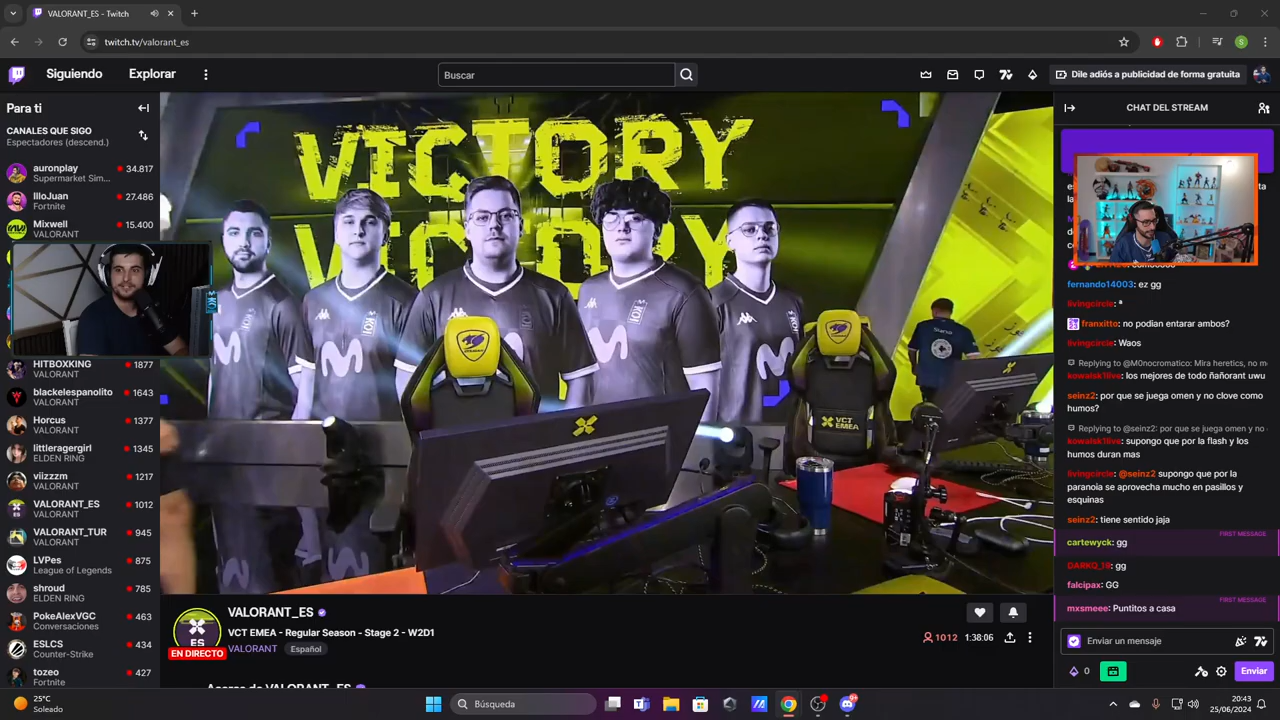 VALORANT_ES - Twitch
twitch.tv/valorant_es
S
Siguiendo
Explorar
Buscar
Dile adiós a publicidad de forma gratuita
Para ti
CANALES QUE SIGO
Espectadores (descend.)
auronplay
34.817
Supermarket Sim...
IlloJuan
27.486
Fortnite
Mixwell
15.400
VALORANT
HITBOXKING
1877
VALORANT
blackelespanolito
1643
VALORANT
Horcus
1377
VALORANT
littleragergirl
1345
ELDEN RING
viizzzm
1217
VALORANT
VALORANT_ES
1012
VALORANT
VALORANT_TUR
945
VALORANT
LVPes
875
League of Legends
shroud
785
ELDEN RING
PokeAlexVGC
463
Conversaciones
ESLCS
434
Counter-Strike
tozeo
427
Fortnite
VICTORY
VICTORY
VCT
EMEA
ES
EN DIRECTO
VALORANT_ES
VCT EMEA - Regular Season - Stage 2 - W2D1
VALORANT
Español
1012
1:38:06
Acerca de VALORANT_ES
CHAT DEL STREAM
fernando14003: ez gg
livingcircle: *
franxitto: no podian entarar ambos?
livingcircle: Waos
Replying to @M0nocromatico: Mira heretics, no m
kowalsk1live: los mejores de todo ñañorant uwu
seinz2: por que se juega omen y no clove como
humos?
Replying to @seinz2: por que se juega omen y no
kowalsk1live: supongo que por la flash y los
humos duran mas
livingcircle: @seinz2 supongo que por la
paranoia se aprovecha mucho en pasillos y
esquinas
seinz2: tiene sentido jaja
FIRST MESSAGE
cartewyck: gg
gg
falcipax: GG
FIRST MESSAGE
mxsmeee: Puntitos a casa
Enviar un mensaje
0
Enviar
25°C
Soleado
Búsqueda
20:43
25/06/2024